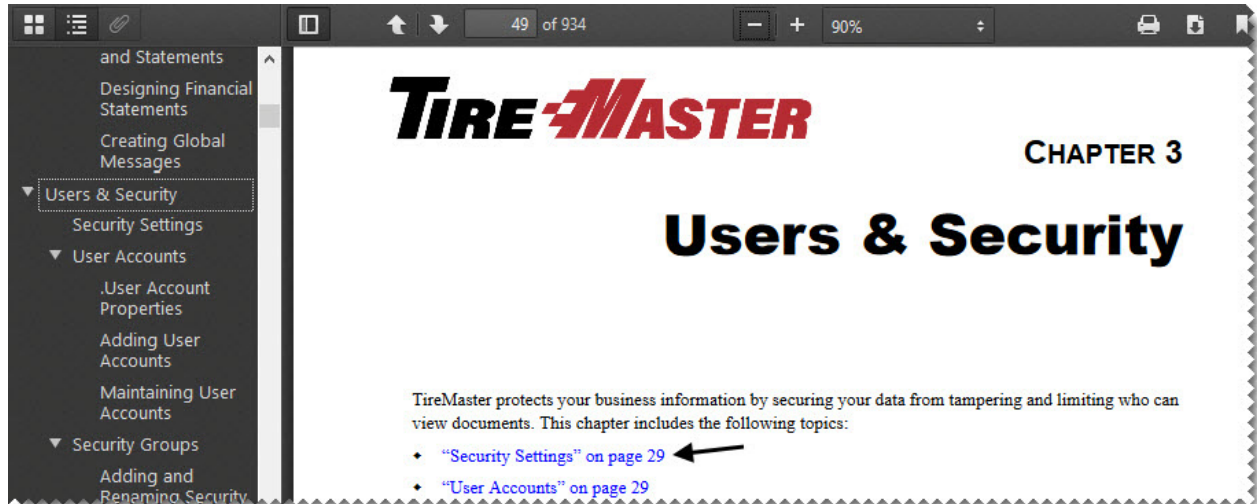 49 of 934
90%
and Statements
Designing Financial
Statements
Creating Global
Messages
Users & Security
Security Settings
User Accounts
.User Account
Properties
Adding User
Accounts
Maintaining User
Accounts
Security Groups
Adding and
Renaming Security
TIRE MASTER
CHAPTER 3
Users & Security
TireMaster protects your business information by securing your data from tampering and limiting who can
view documents. This chapter includes the following topics:
“Security Settings” on page 29
“User Accounts” on page 29